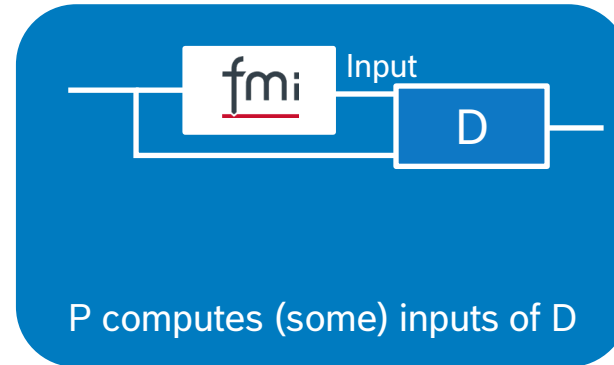 fmi
Input
D
P computes (some) inputs of D